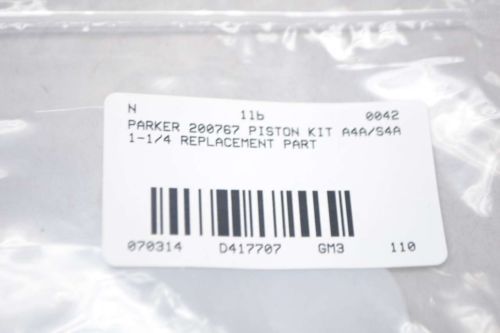 N 11b 0042
PARKER 200767 PISTON KIT A4A/S4A
1-1/4 REPLACEMENT PART
070314 D417707 GM3 110